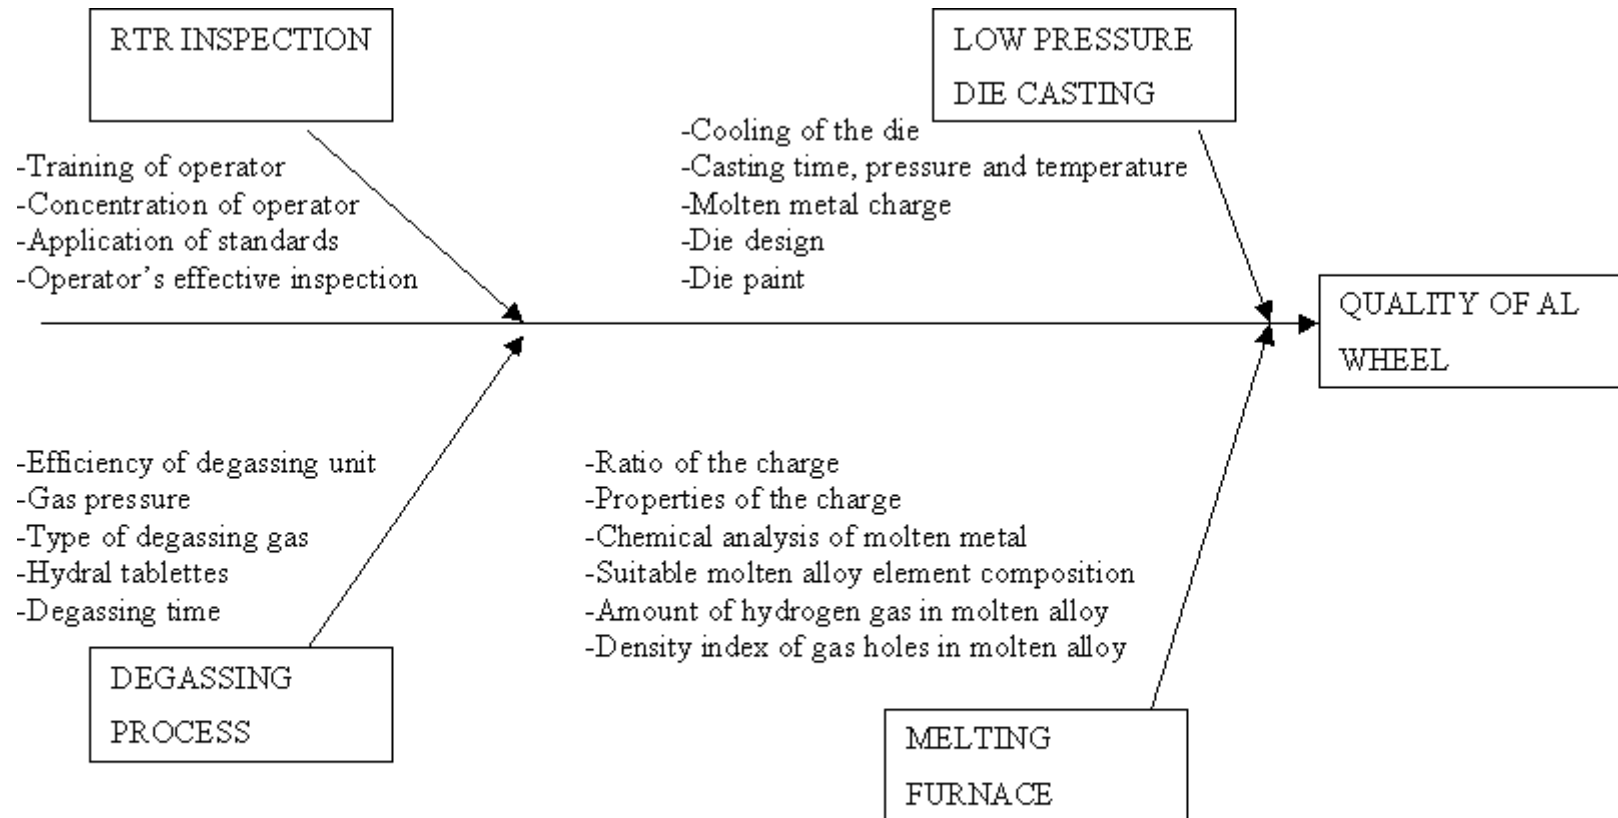 RTR INSPECTION
LOW PRESSURE
DIE CASTING
-Training of operator
-Concentration of operator
-Application of standards
-Operator's effective inspection
-Cooling of the die
-Casting time, pressure and temperature
-Molten metal charge
-Die design
-Die paint
QUALITY OF AL
WHEEL
-Efficiency of degassing unit
-Gas pressure
-Type of degassing gas
-Hydral tablettes
-Degassing time
DEGASSING
PROCESS
-Ratio of the charge
-Properties of the charge
-Chemical analysis of molten metal
-Suitable molten alloy element composition
-Amount of hydrogen gas in molten alloy
-Density index of gas holes in molten alloy
MELTING
FURNACE